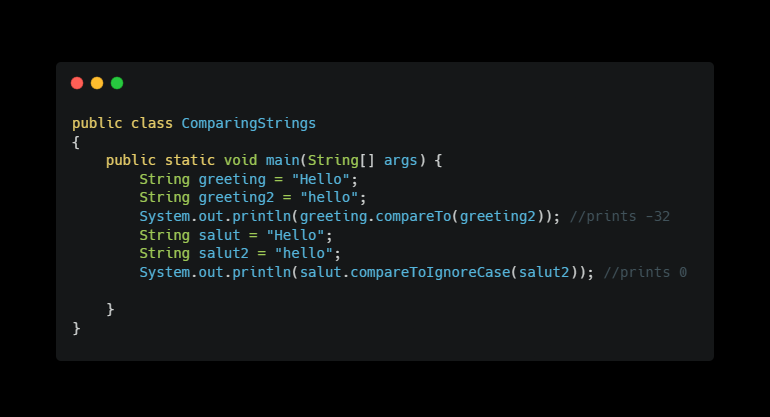 public class ComparingStrings
{
    public static void main(String[] args) {
        String greeting = "Hello";
        String greeting2 = "hello";
        System.out.println(greeting.compareTo(greeting2)); //prints -32
        String salut = "Hello";
        String salut2 = "hello";
        System.out.println(salut.compareToIgnoreCase(salut2)); //prints 0

    }
}